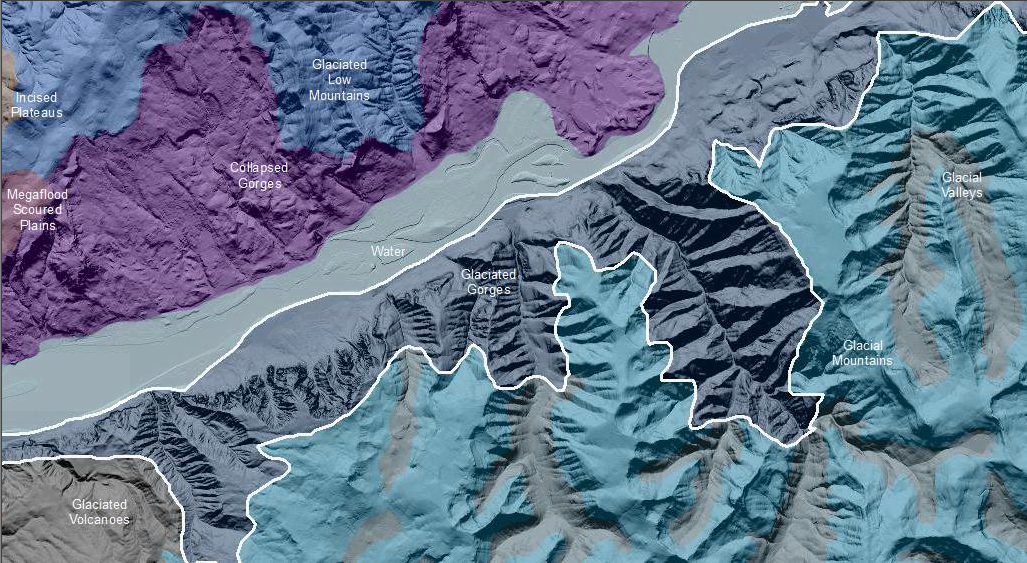 Glaciated
Low
Mountains
Incised
Plateaus
Collapsed
Gorges
Glacial
Valleys
Megaflood
Scoured
Plains
Water
Glaciated
Gorges
Glacial
Mountains
Glaciated
Volcanoes